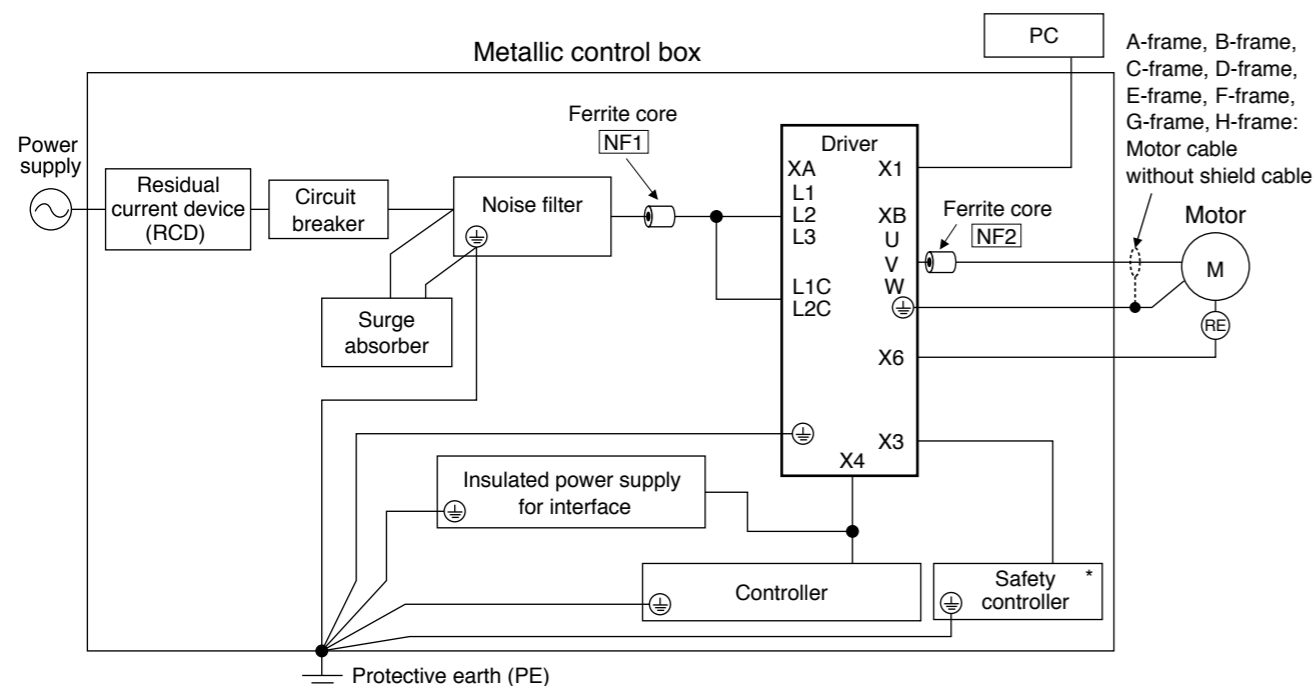 PC
Metallic control box
A-frame, B-frame,
C-frame, D-frame,
E-frame, F-frame,
G-frame, H-frame:
Motor cable
without shield cable
Power
supply
Residual
current device
(RCD)
Circuit
breaker
Noise filter
Surge
absorber
Ferrite core
NF1
Driver
XA
L1
L2
L3
L1C
L2C
X1
XB
U
V
W
X6
X3
X4
Ferrite core
NF2
Motor
M
RE
Insulated power supply
for interface
Controller
Safety *
controller
Protective earth (PE)